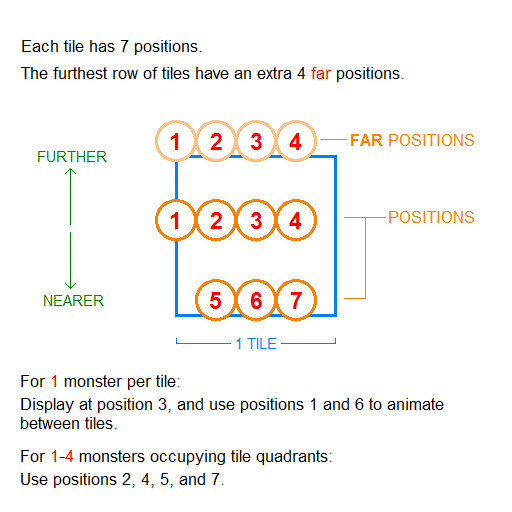 Each tile has 7 positions.
The furthest row of tiles have an extra 4 far positions.
1 2 3 4 FAR POSITIONS
FURTHER
1 2 3 4 POSITIONS
NEARER
5 6 7
1 TILE
For 1 monster per tile:
Display at position 3, and use positions 1 and 6 to animate
between tiles.
For 1-4 monsters occupying tile quadrants:
Use positions 2, 4, 5, and 7.